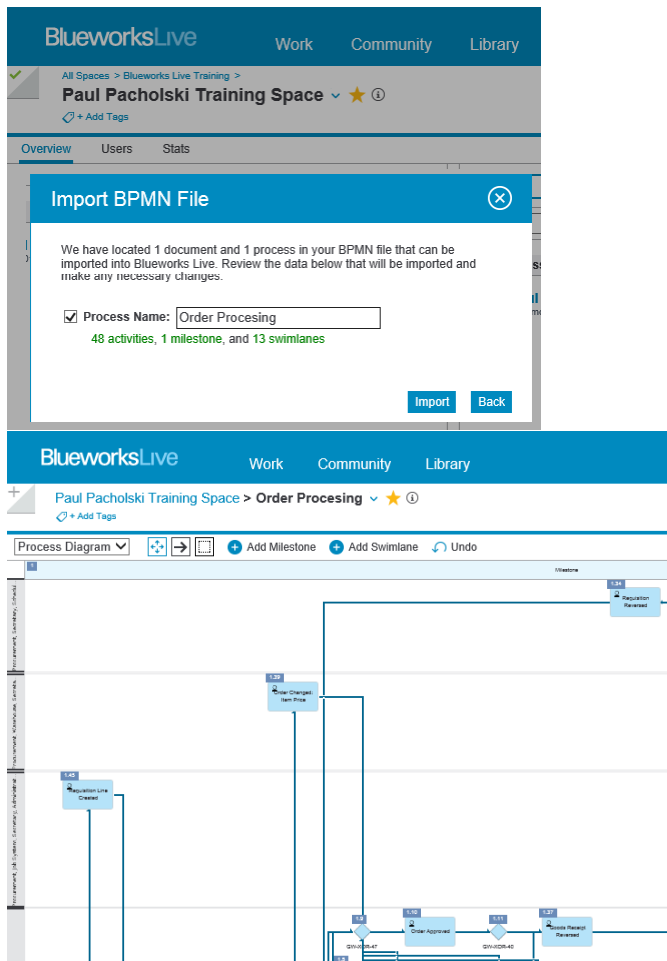 BlueworksLive
Work Community Library
All Spaces > Blueworks Live Training >
Paul Pacholski Training Space
+ Add Tags
Overview Users Stats
Import BPMN File
We have located 1 document and 1 process in your BPMN file that can be
imported into Blueworks Live. Review the data below that will be imported and
make any necessary changes.
Process Name: Order Procesing
48 activities, 1 milestone, and 13 swimlanes
Import Back
BlueworksLive
Work Community Library
Paul Pacholski Training Space > Order Procesing
+ Add Tags
Process Diagram
Add Milestone Add Swimlane Undo
1
Milestone
1.34
Requisition
Reversed
1.39
Order Changed:
Item Price
1.45
Requisition Line
Created
1.9
GW-XOR-47
1.10
Order Approved
1.11
GW-XOR-40
1.37
Goods Receipt
Reversed